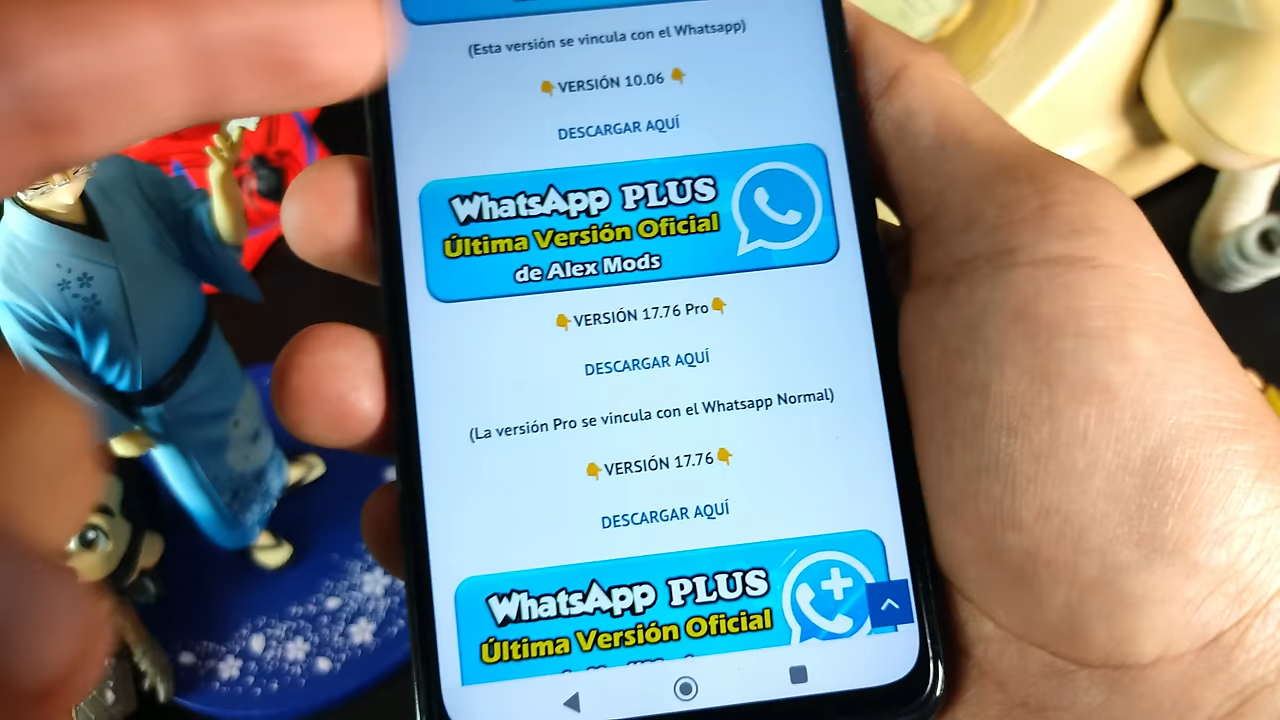 (Esta versión se vincula con el Whatsapp)
👇VERSIÓN 10.06 👇
DESCARGAR AQUÍ
WhatsApp PLUS
Última Versión Oficial
de Alex Mods
👇VERSIÓN 17.76 Pro👇
DESCARGAR AQUÍ
(La versión Pro se vincula con el Whatsapp Normal)
👇VERSIÓN 17.76👇
DESCARGAR AQUÍ
WhatsApp PLUS
Última Versión Oficial